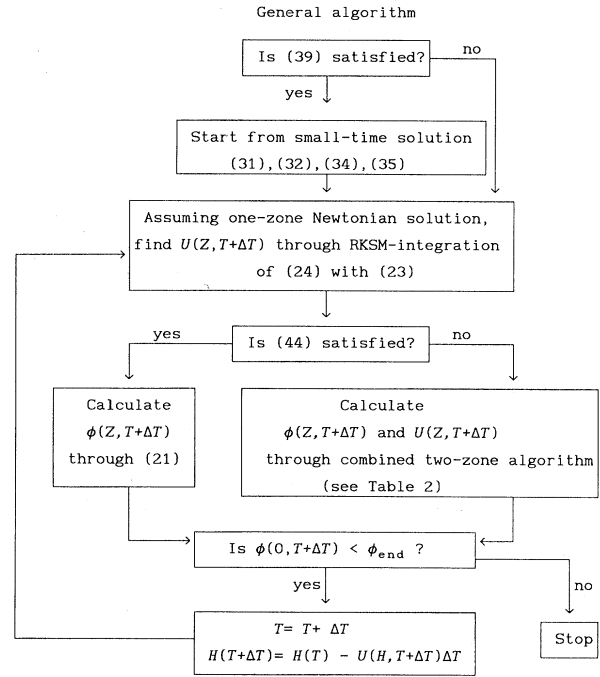 General algorithm
Is (39) satisfied?
no
yes
Start from small-time solution
(31),(32),(34),(35)
Assuming one-zone Newtonian solution,
find U(Z,T+ΔT) through RKSM-integration
of (24) with (23)
yes
Is (44) satisfied?
no
Calculate
ϕ(Z,T+ΔT)
through (21)
Calculate
ϕ(Z,T+ΔT) and U(Z,T+ΔT)
through combined two-zone algorithm
(see Table 2)
Is ϕ(0,T+ΔT) < ϕend ?
yes
no
T= T+ ΔT
H(T+ΔT)= H(T) - U(H,T+ΔT)ΔT
Stop